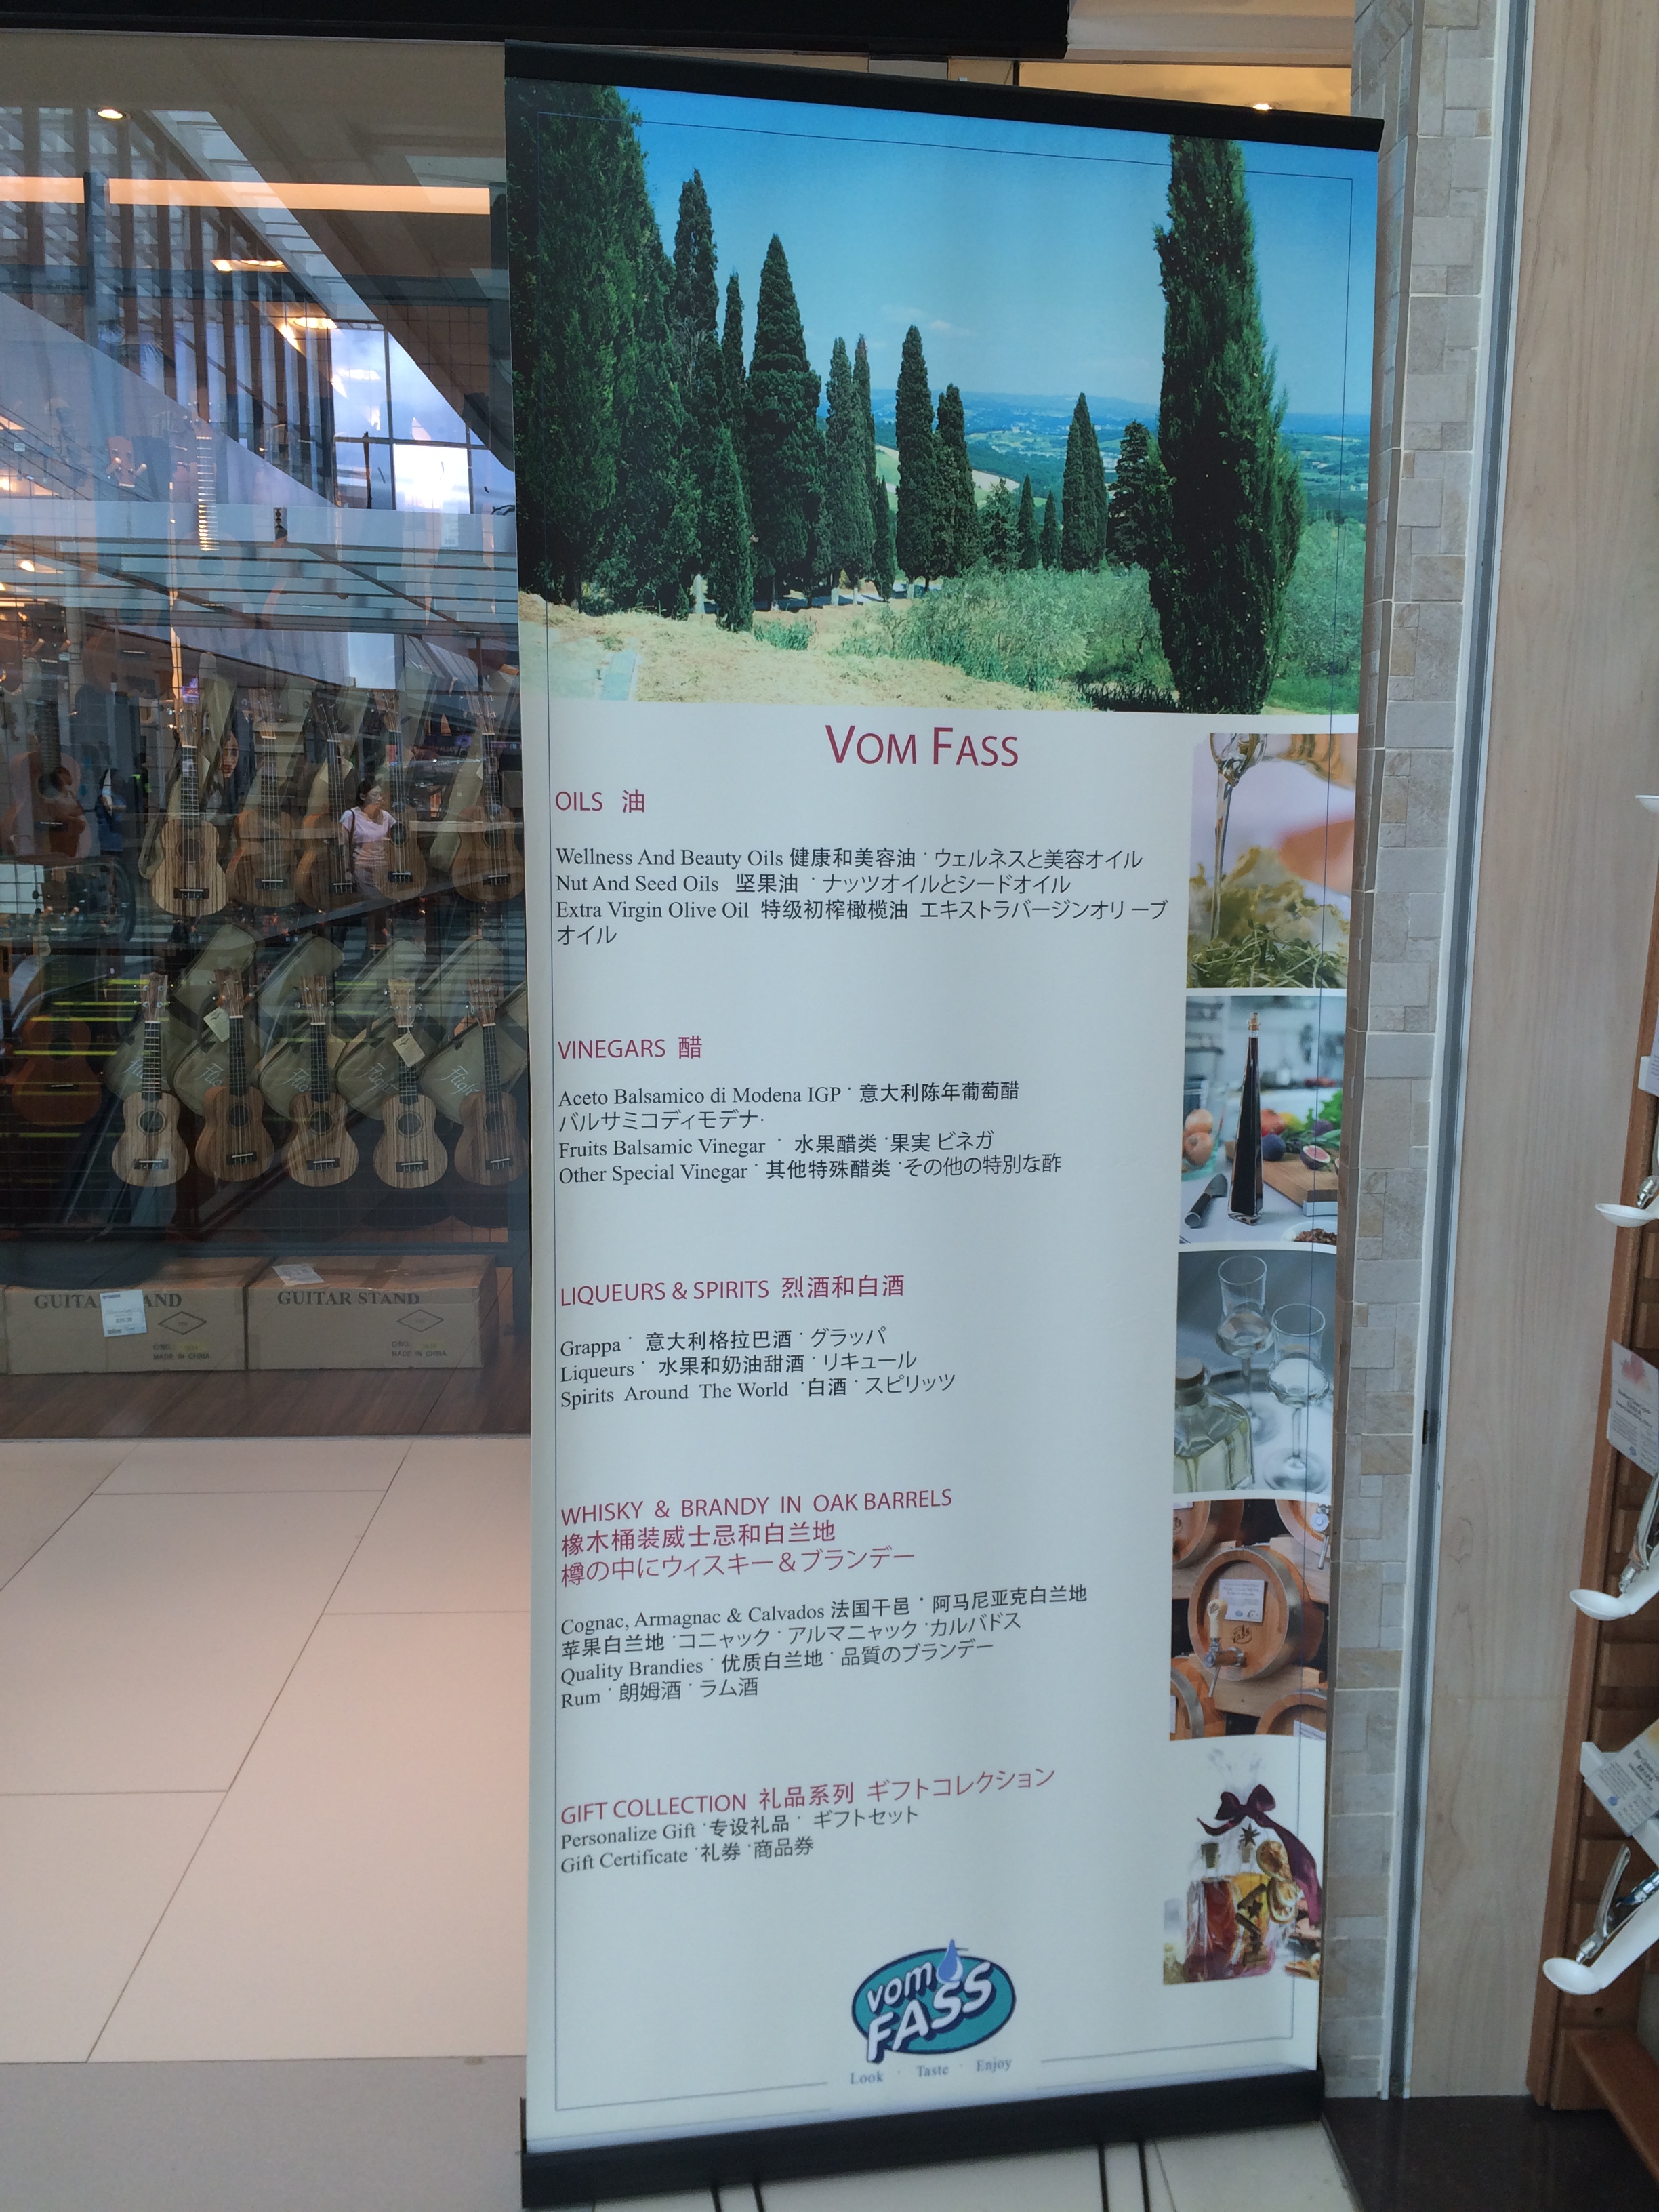 VOM FASS
OILS 油
Wellness And Beauty Oils 健康和美容油 · ウェルネスと美容オイル
Nut And Seed Oils 坚果油 · ナッツオイルとシードオイル
Extra Virgin Olive Oil 特级初榨橄榄油 エキストラバージンオリーブ
オイル
VINEGARS 醋
Aceto Balsamico di Modena IGP · 意大利陈年葡萄醋
バルサミコディモデナ·
Fruits Balsamic Vinegar · 水果醋类 ·果実 ビネガ
Other Special Vinegar · 其他特殊醋类 ·その他の特別な酢
LIQUEURS & SPIRITS 烈酒和白酒
Grappa · 意大利格拉巴酒 · グラッパ
Liqueurs · 水果和奶油甜酒 · リキュール
Spirits Around The World ·白酒 · スピリッツ
WHISKY & BRANDY IN OAK BARRELS
橡木桶装威士忌和白兰地
樽の中にウィスキー＆ブランデー
Cognac, Armagnac & Calvados 法国干邑 · 阿马尼亚克白兰地
苹果白兰地 ·コニャック · アルマニャック ·カルバドス
Quality Brandies · 优质白兰地 · 品質のブランデー
Rum · 朗姆酒 · ラム酒
GIFT COLLECTION 礼品系列 ギフトコレクション
Personalize Gift ·专设礼品 · ギフトセット
Gift Certificate ·礼券 ·商品券
vom
FASS
Look · Taste · Enjoy
GUITAR STAND
MADE IN CHINA
GUITAR STAND
MADE IN CHINA